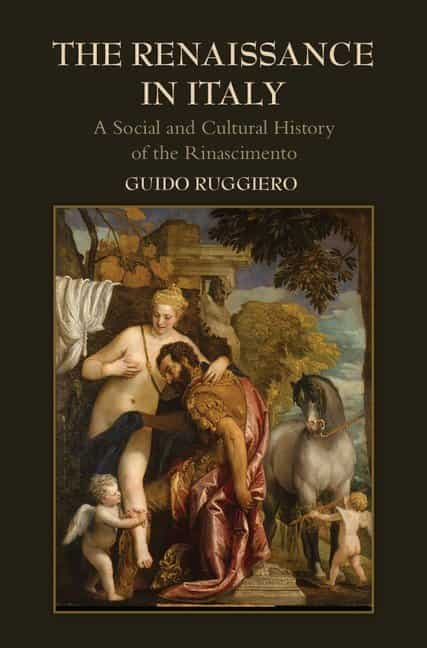 THE RENAISSANCE
IN ITALY
A Social and Cultural History
of the Rinascimento
GUIDO RUGGIERO